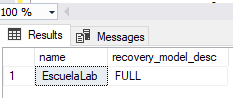 100 %
Results Messages
name recovery_model_desc
1 EscuelaLab FULL